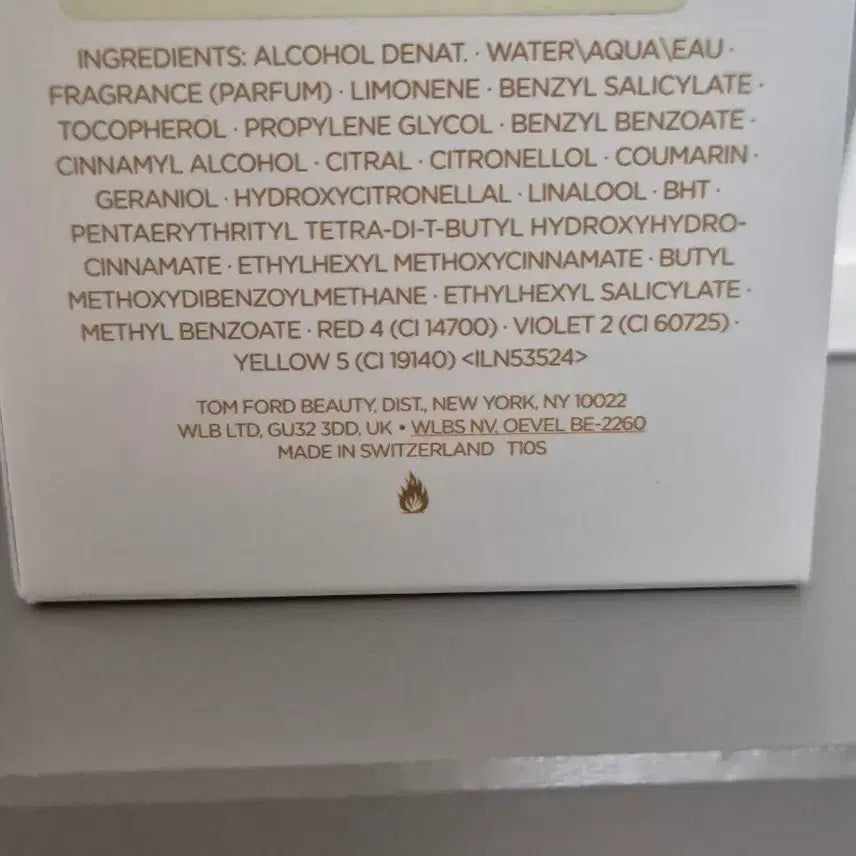 INGREDIENTS: ALCOHOL DENAT. · WATER\AQUA\EAU ·
FRAGRANCE (PARFUM) · LIMONENE · BENZYL SALICYLATE ·
TOCOPHEROL · PROPYLENE GLYCOL · BENZYL BENZOATE ·
CINNAMYL ALCOHOL · CITRAL · CITRONELLOL · COUMARIN ·
GERANIOL · HYDROXYCITRONELLAL · LINALOOL · BHT ·
PENTAERYTHRITYL TETRA-DI-T-BUTYL HYDROXYHYDRO-
CINNAMATE · ETHYLHEXYL METHOXYCINNAMATE · BUTYL
METHOXYDIBENZOYLMETHANE · ETHYLHEXYL SALICYLATE ·
METHYL BENZOATE · RED 4 (CI 14700) · VIOLET 2 (CI 60725) ·
YELLOW 5 (CI 19140) <ILN53524>
TOM FORD BEAUTY, DIST., NEW YORK, NY 10022
WLB LTD, GU32 3DD, UK • WLBS NV, OEVEL BE-2260
MADE IN SWITZERLAND T10S